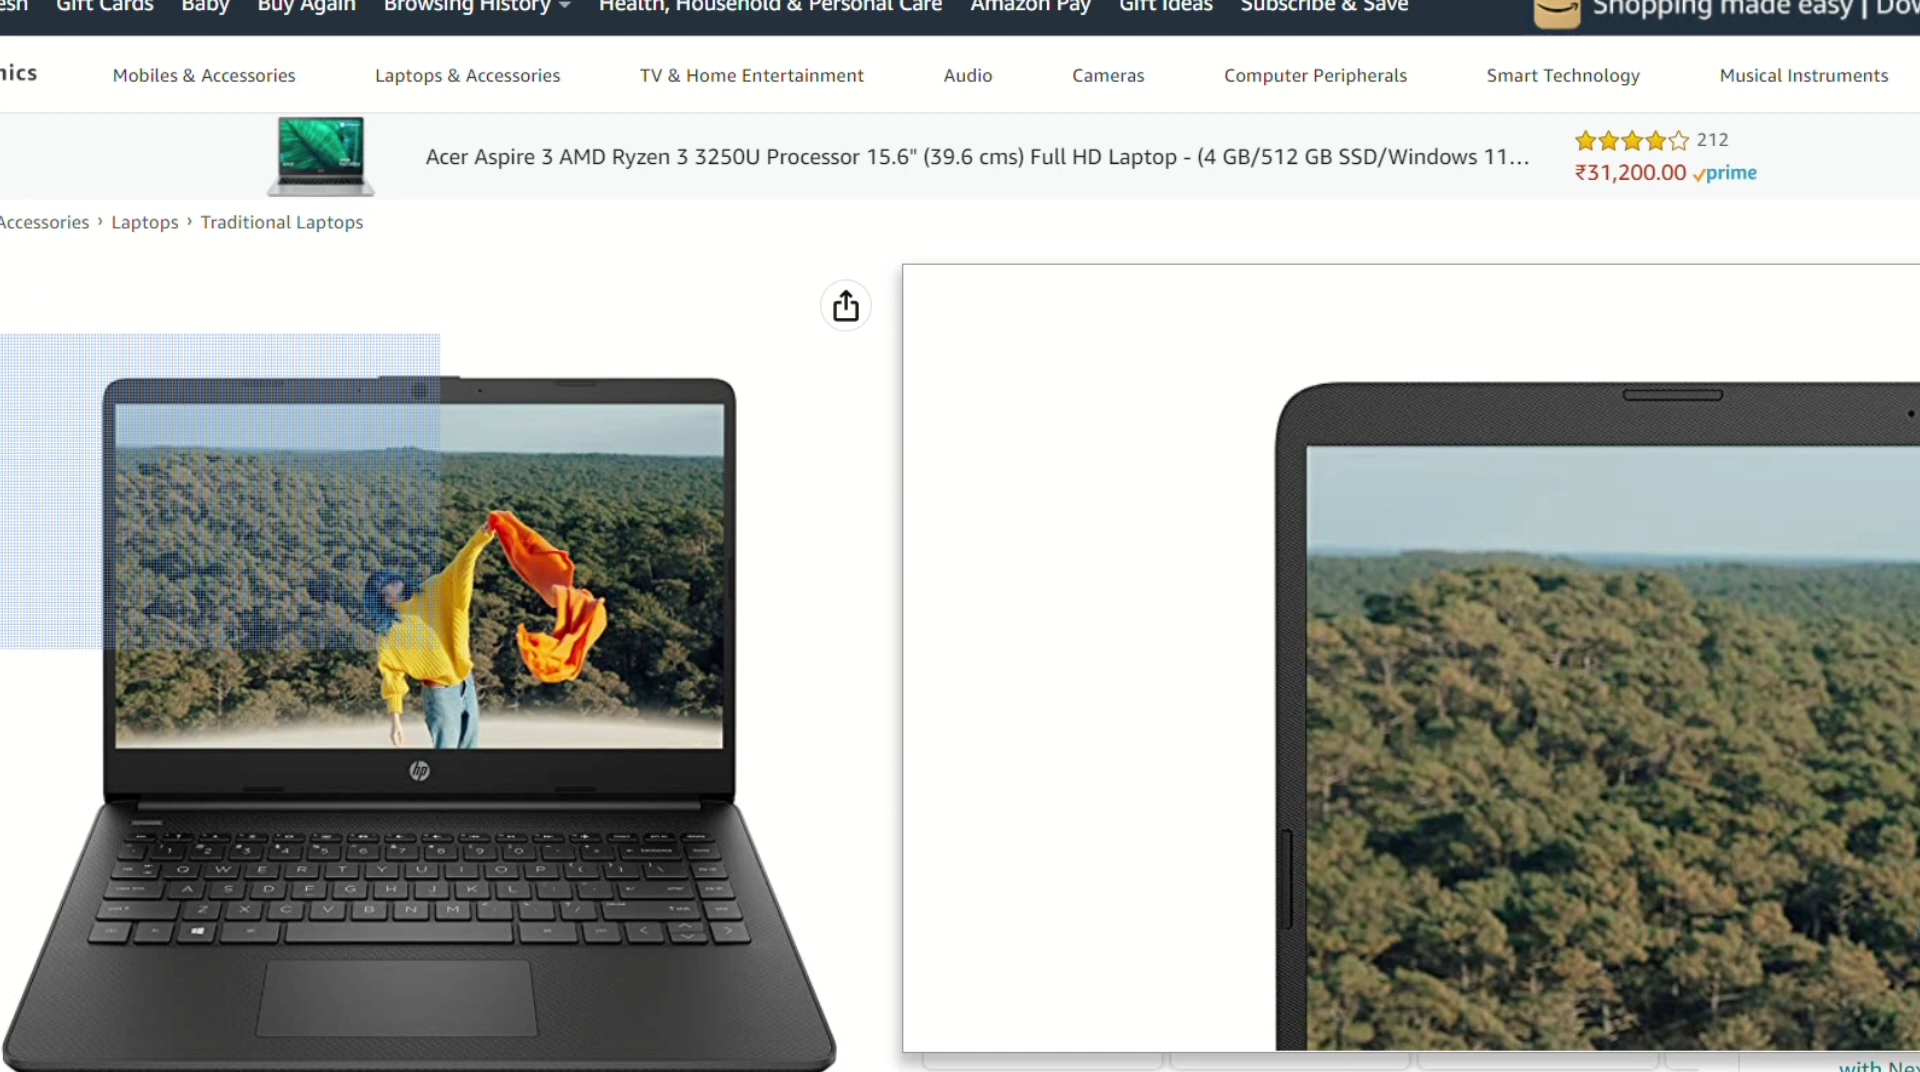 Gift Cards Baby Buy Again Browsing History Health, Household & Personal Care Amazon Pay Gift Ideas Subscribe & Save Shopping made easy |
Mobiles & Accessories Laptops & Accessories TV & Home Entertainment Audio Cameras Computer Peripherals Smart Technology Musical Instruments
Acer Aspire 3 AMD Ryzen 3 3250U Processor 15.6" (39.6 cms) Full HD Laptop - (4 GB/512 GB SSD/Windows 11... 212
₹31,200.00 prime
Accessories › Laptops › Traditional Laptops
hp
Q W E R T Y U I O P
A S D F G H J K L
Z X C V B N M
with